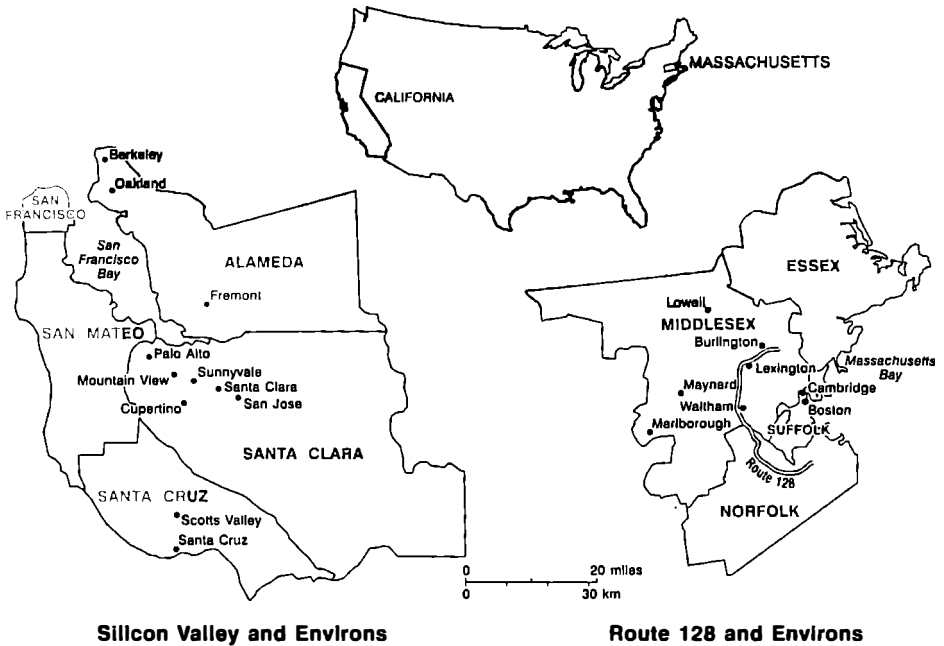 MASSACHUSETTS
CALIFORNIA
Berkeley
Oakland
SAN
FRANCISCO
San
Francisco
Bay
ALAMEDA
Fremont
SAN MATEO
Palo Alto
Mountain View
Sunnyvale
Santa Clara
San Jose
Cupertino
SANTA CLARA
SANTA CRUZ
Scotts Valley
Santa Cruz
ESSEX
Lowell
MIDDLESEX
Burlington
Massachusetts
Bay
Lexington
Maynard
Cambridge
Waltham
Boston
Marlborough
SUFFOLK
Route 128
NORFOLK
0 20 miles
0 30 km
Silicon Valley and Environs
Route 128 and Environs